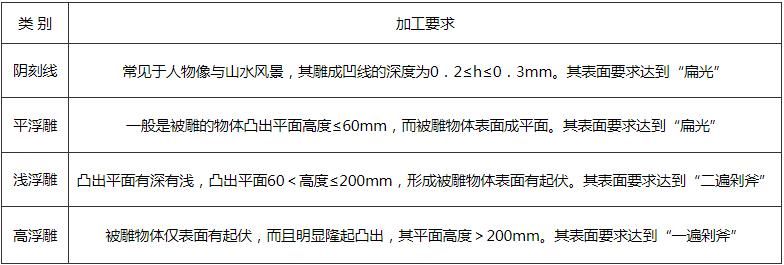 类 别 加工要求
阴刻线 常见于人物像与山水风景，其雕成凹线的深度为0．2≤h≤0．3mm。其表面要求达到“扁光”
平浮雕 一般是被雕的物体凸出平面高度≤60mm，而被雕物体表面成平面。其表面要求达到“扁光”
浅浮雕 凸出平面有深有浅，凸出平面60＜高度≤200mm，形成被雕物体表面有起伏。其表面要求达到“二遍剁斧”
高浮雕 被雕物体仅表面有起伏，而且明显隆起凸出，其平面高度＞200mm。其表面要求达到“一遍剁斧”